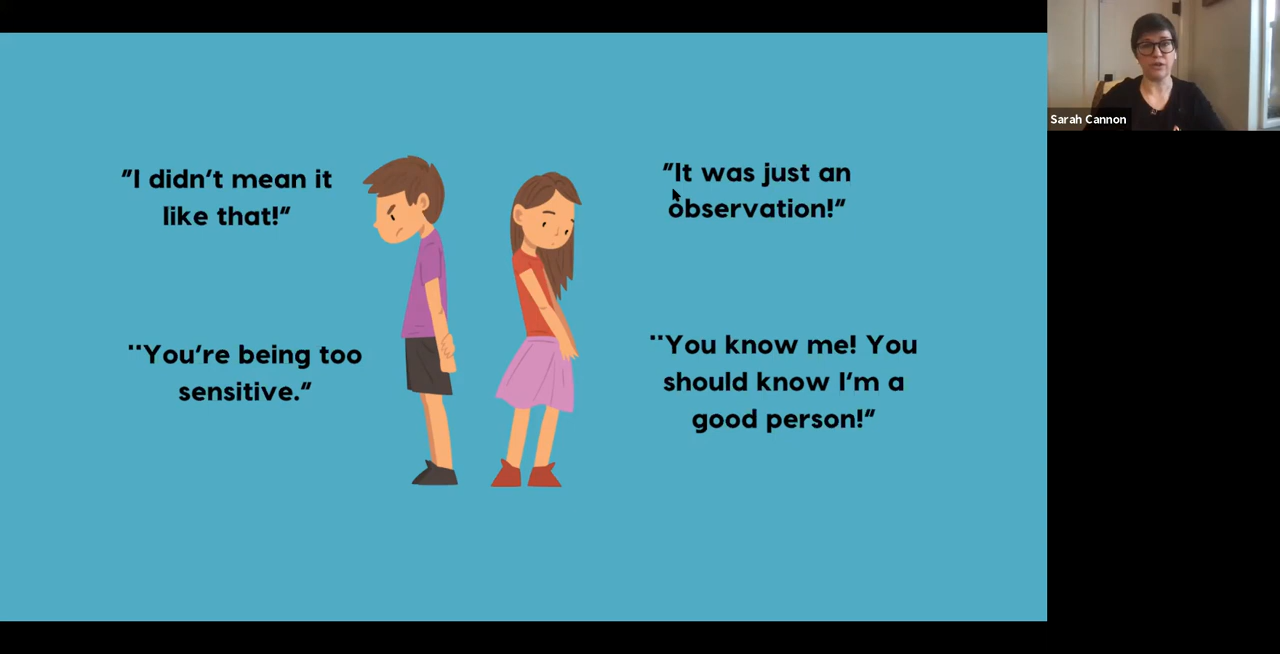 "I didn't mean it
like that!"
"You're being too
sensitive."
"It was just an
observation!"
"You know me! You
should know I'm a
good person!"
Sarah Cannon